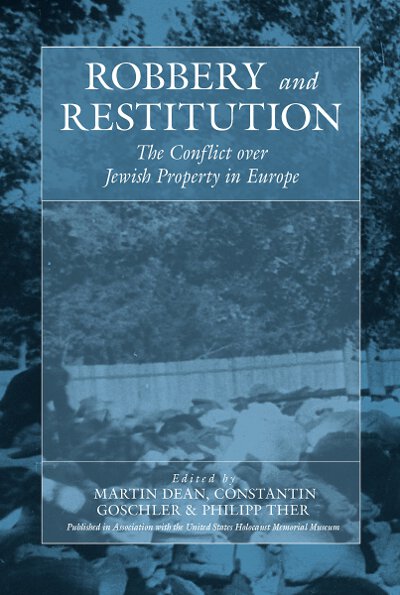 ROBBERY and
RESTITUTION
The Conflict over
Jewish Property in Europe
Edited by
MARTIN DEAN, CONSTANTIN
GOSCHLER & PHILIPP THER
Published in Association with the United States Holocaust Memorial Museum